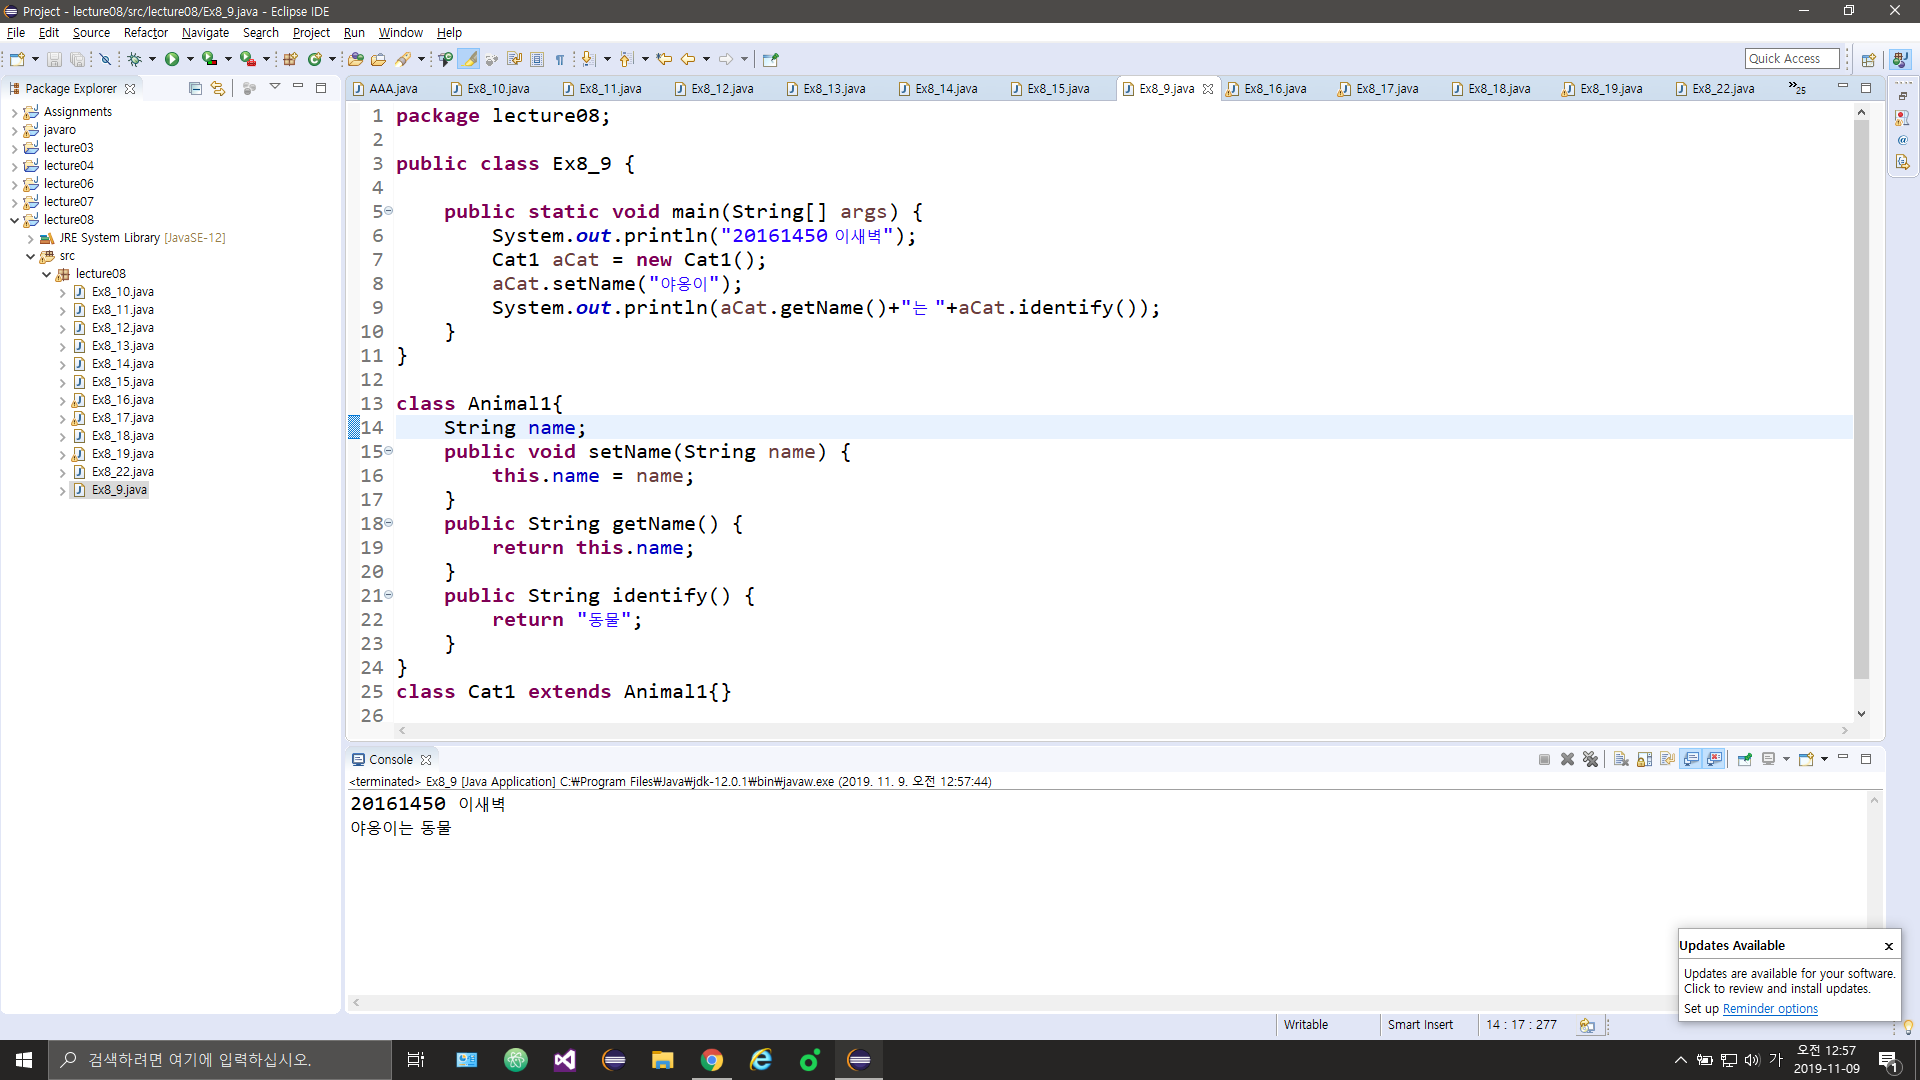 Project - lecture08/src/lecture08/Ex8_9.java - Eclipse IDE
File Edit Source Refactor Navigate Search Project Run Window Help
Quick Access
Package Explorer
AAA.java Ex8_10.java Ex8_11.java Ex8_12.java Ex8_13.java Ex8_14.java Ex8_15.java Ex8_9.java Ex8_16.java Ex8_17.java Ex8_18.java Ex8_19.java Ex8_22.java »25
Assignments
javaro
lecture03
lecture04
lecture06
lecture07
lecture08
JRE System Library [JavaSE-12]
src
lecture08
Ex8_10.java
Ex8_11.java
Ex8_12.java
Ex8_13.java
Ex8_14.java
Ex8_15.java
Ex8_16.java
Ex8_17.java
Ex8_18.java
Ex8_19.java
Ex8_22.java
Ex8_9.java
1 package lecture08;
2
3 public class Ex8_9 {
4
5 public static void main(String[] args) {
6 System.out.println("20161450 이새벽");
7 Cat1 aCat = new Cat1();
8 aCat.setName("야옹이");
9 System.out.println(aCat.getName()+"는 "+aCat.identify());
10 }
11 }
12
13 class Animal1{
14 String name;
15 public void setName(String name) {
16 this.name = name;
17 }
18 public String getName() {
19 return this.name;
20 }
21 public String identify() {
22 return "동물";
23 }
24 }
25 class Cat1 extends Animal1{}
26
Console
<terminated> Ex8_9 [Java Application] C:₩Program Files₩Java₩jdk-12.0.1₩bin₩javaw.exe (2019. 11. 9. 오전 12:57:44)
20161450 이새벽
야옹이는 동물
Updates Available
Updates are available for your software.
Click to review and install updates.
Set up Reminder options
Writable Smart Insert 14 : 17 : 277
검색하려면 여기에 입력하십시오.
가
오전 12:57
2019-11-09
1